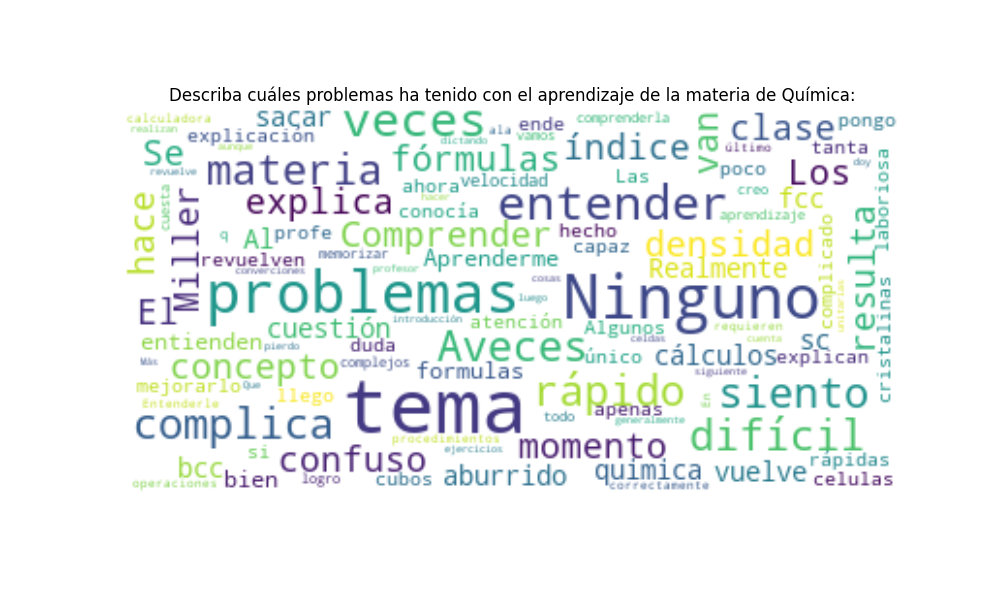 Describa cuáles problemas ha tenido con el aprendizaje de la materia de Química:
calculadora saçar veces ala ende comprenderla van clase pongo
realizan explicación dictando vamos índice último tanta
aunque Se fórmulas
revuelve materia ahora velocidad Las poco Los doy
hace cuesta Miller explica conocía entender creo fcc laboriosa
q Al profe Comprender hecho aprendizaje
revuelven memorizar Aprenderme capaz densidad complicado resulta
converciones profesor cosas Realmente unitarias
El problemas luego Ninguno cristalinas
cuestión introducción atención Algunos requieren sc
entienden pierdo duda Aveces celdas cuenta
Más concepto complejos formulas único cálculos explican
mejorarlo Que siguiente
Entenderle llego tema rápido En siento
complica todo apenas
generalmente
si procedimientos momento difícil
bcc confuso ejercicios química vuelve rápidas
operaciones bien logro cubos aburrido correctamente celulas
hacer